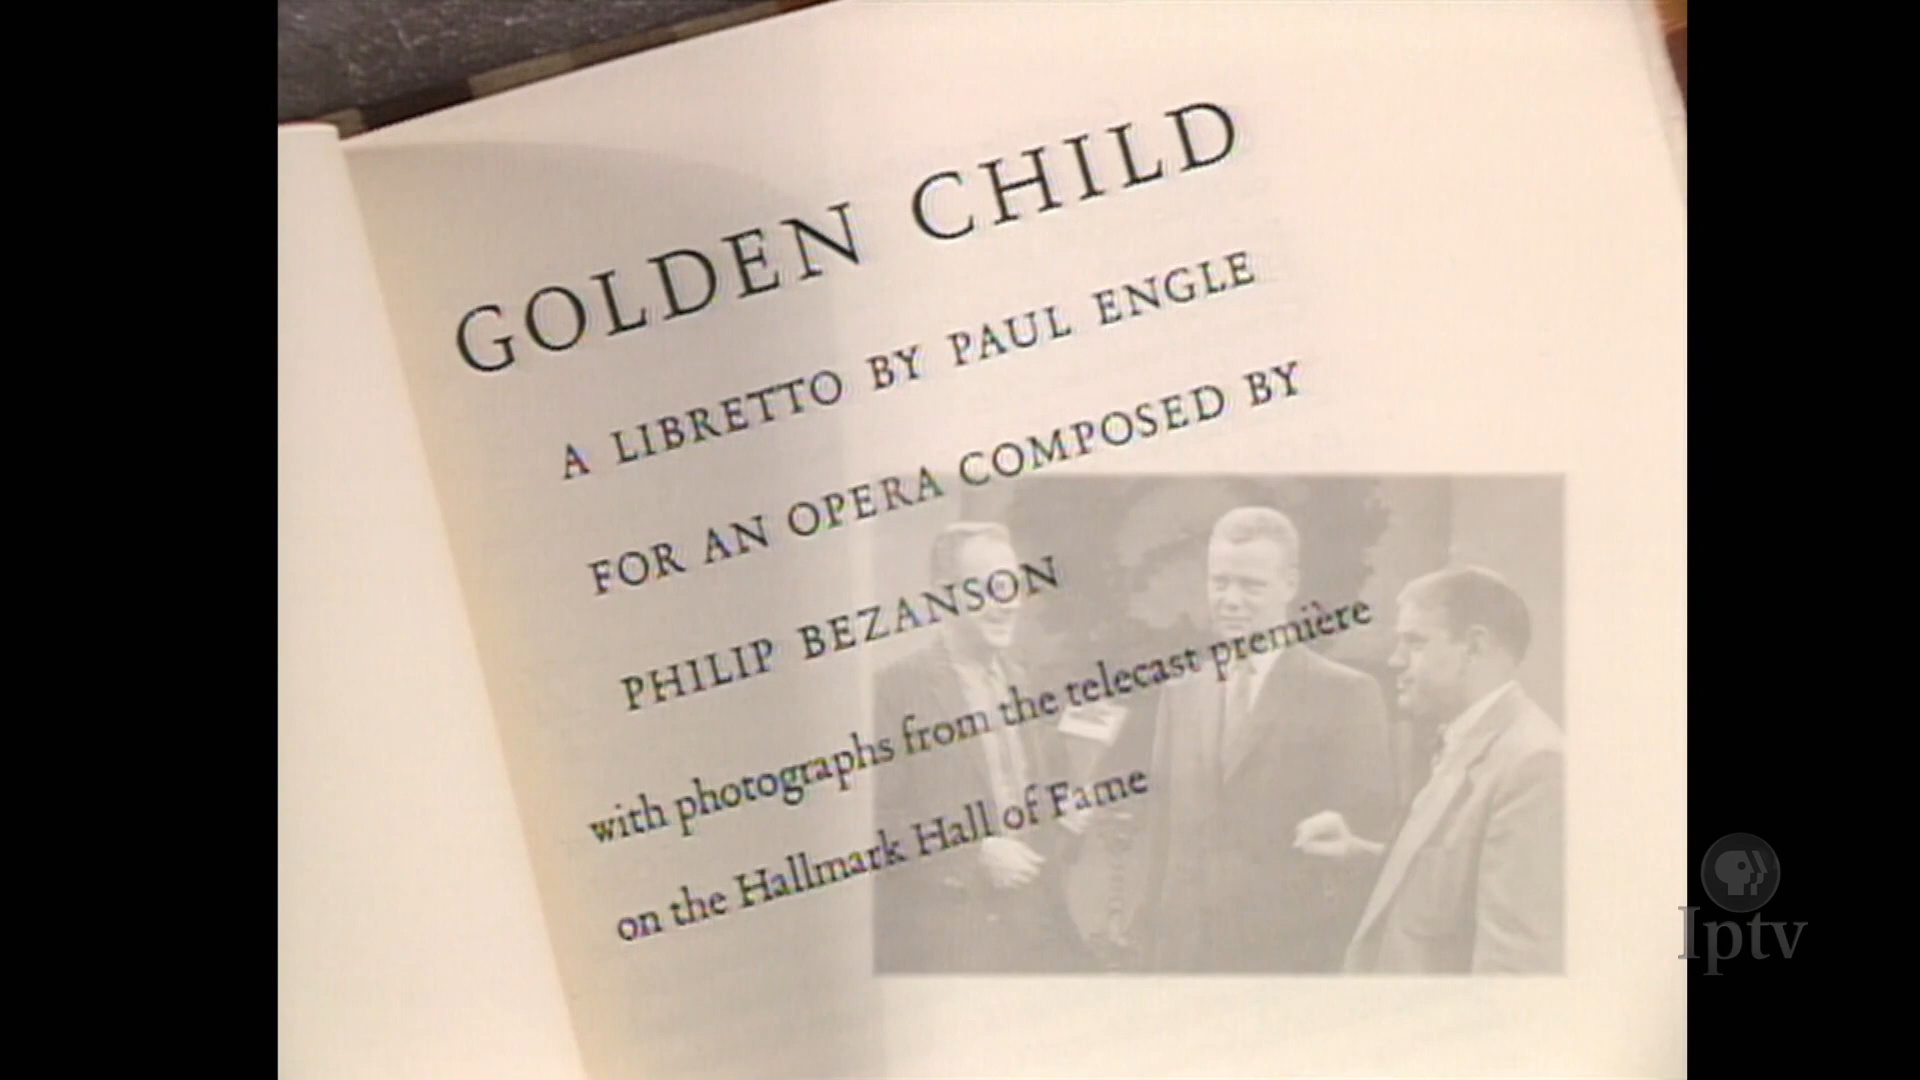 GOLDEN CHILD
A LIBRETTO BY PAUL ENGLE
FOR AN OPERA COMPOSED BY
PHILIP BEZANSON
with photographs from the telecast première
on the Hallmark Hall of Fame
Iptv